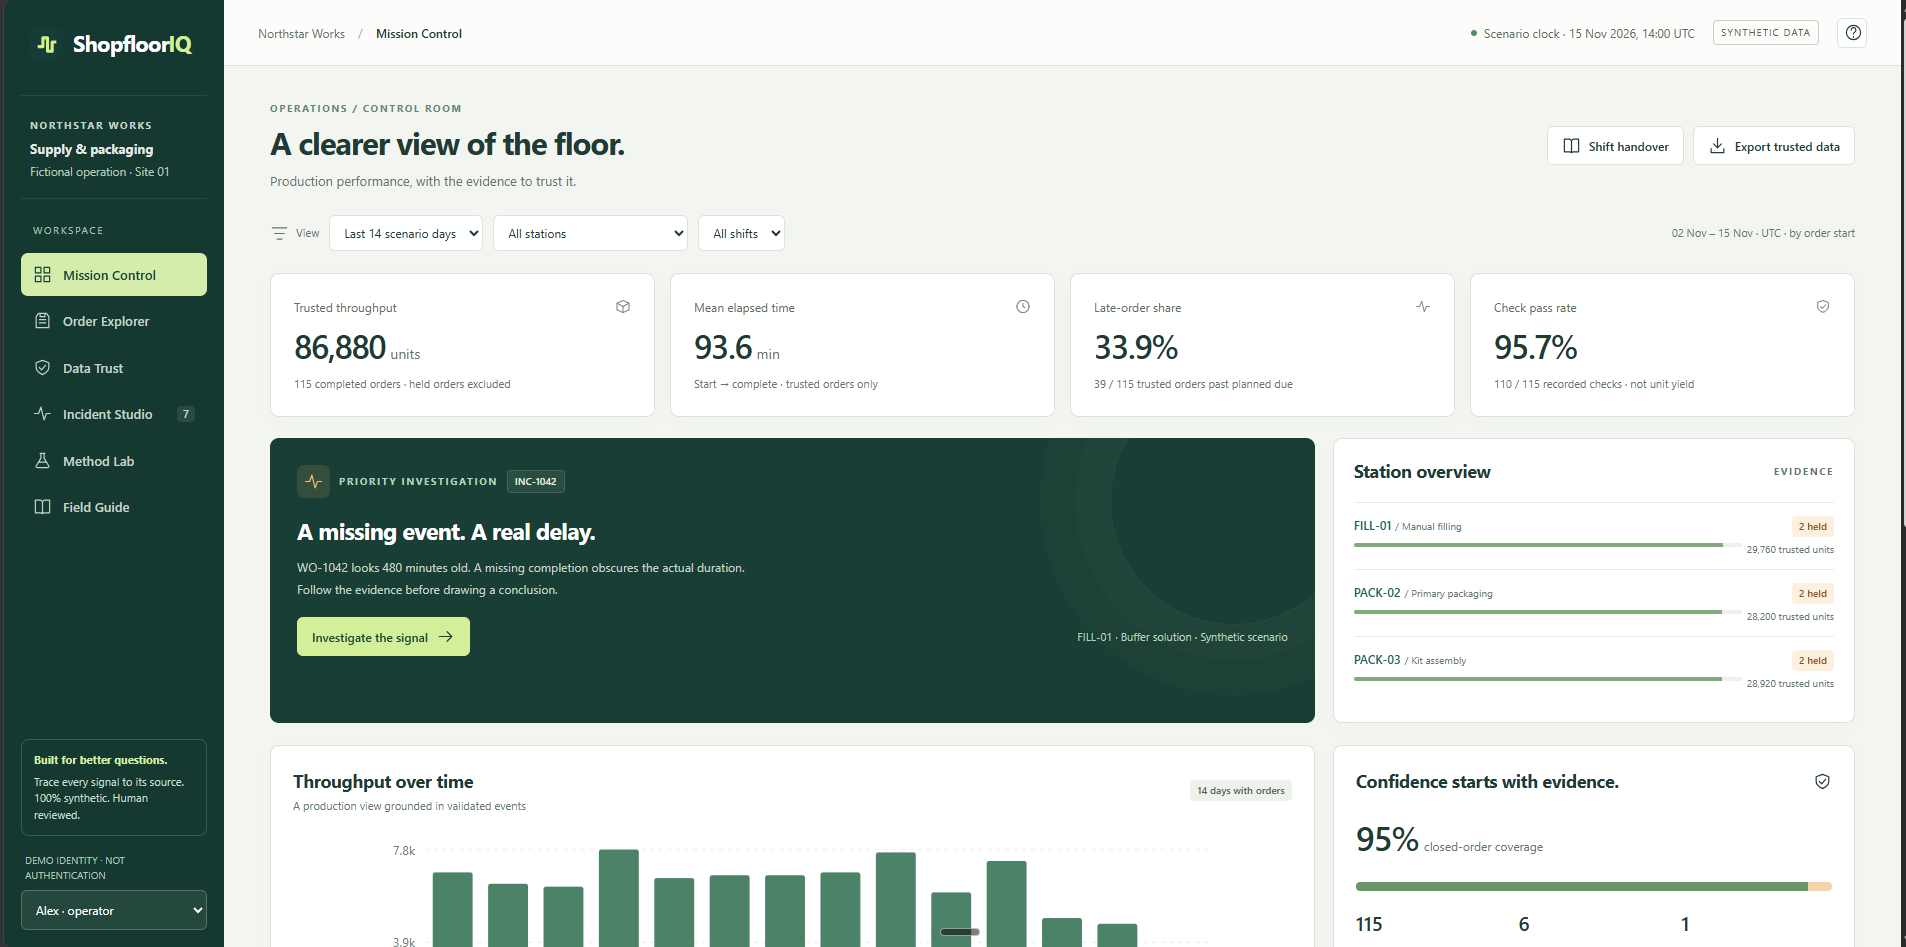 ShopfloorIQ
NORTHSTAR WORKS
Supply & packaging
Fictional operation · Site 01
WORKSPACE
Mission Control
Order Explorer
Data Trust
Incident Studio 7
Method Lab
Field Guide
Built for better questions.
Trace every signal to its source.
100% synthetic. Human
reviewed.
DEMO IDENTITY · NOT
AUTHENTICATION
Alex · operator
Northstar Works / Mission Control
Scenario clock · 15 Nov 2026, 14:00 UTC
SYNTHETIC DATA
OPERATIONS / CONTROL ROOM
A clearer view of the floor.
Production performance, with the evidence to trust it.
Shift handover
Export trusted data
View
Last 14 scenario days
All stations
All shifts
02 Nov – 15 Nov · UTC · by order start
Trusted throughput
86,880 units
115 completed orders · held orders excluded
Mean elapsed time
93.6 min
Start → complete · trusted orders only
Late-order share
33.9%
39 / 115 trusted orders past planned due
Check pass rate
95.7%
110 / 115 recorded checks · not unit yield
PRIORITY INVESTIGATION INC-1042
A missing event. A real delay.
WO-1042 looks 480 minutes old. A missing completion obscures the actual duration.
Follow the evidence before drawing a conclusion.
Investigate the signal →
FILL-01 · Buffer solution · Synthetic scenario
Station overview
EVIDENCE
FILL-01 / Manual filling
2 held
29,760 trusted units
PACK-02 / Primary packaging
2 held
28,200 trusted units
PACK-03 / Kit assembly
2 held
28,920 trusted units
Throughput over time
A production view grounded in validated events
14 days with orders
7.8k
3.9k
Confidence starts with evidence.
95% closed-order coverage
115 6 1